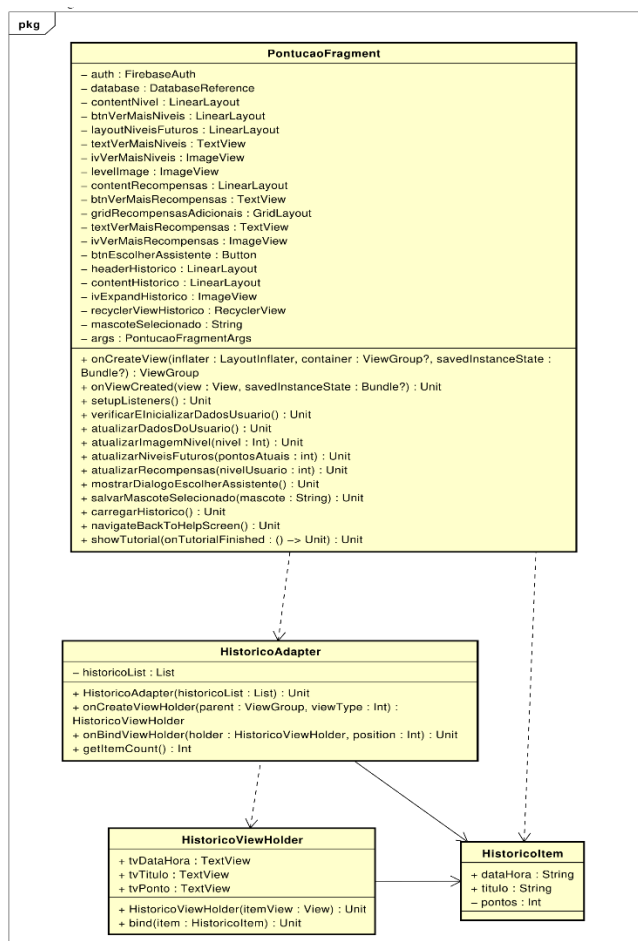 pkg
PontucaoFragment
– auth : FirebaseAuth
– database : DatabaseReference
– contentNivel : LinearLayout
– btnVerMaisNiveis : LinearLayout
– layoutNiveisFuturos : LinearLayout
– textVerMaisNiveis : TextView
– ivVerMaisNiveis : ImageView
– levelImage : ImageView
– contentRecompensas : LinearLayout
– btnVerMaisRecompensas : TextView
– gridRecompensasAdicionais : GridLayout
– textVerMaisRecompensas : TextView
– ivVerMaisRecompensas : ImageView
– btnEscolherAssistente : Button
– headerHistorico : LinearLayout
– contentHistorico : LinearLayout
– ivExpandHistorico : ImageView
– recyclerViewHistorico : RecyclerView
– mascoteSelecionado : String
– args : PontucaoFragmentArgs
+ onCreateView(inflater : LayoutInflater, container : ViewGroup?, savedInstanceState :
Bundle?) : ViewGroup
+ onViewCreated(view : View, savedInstanceState : Bundle?) : Unit
+ setupListeners() : Unit
+ verificarEInicializarDadosUsuario() : Unit
+ atualizarDadosDoUsuario() : Unit
+ atualizarImagemNivel(nivel : Int) : Unit
+ atualizarNiveisFuturos(pontosAtuais : int) : Unit
+ atualizarRecompensas(nivelUsuario : int) : Unit
+ mostrarDialogoEscolherAssistente() : Unit
+ salvarMascoteSelecionado(mascote : String) : Unit
+ carregarHistorico() : Unit
+ navigateBackToHelpScreen() : Unit
+ showTutorial(onTutorialFinished : () –> Unit) : Unit
HistoricoAdapter
– historicoList : List
+ HistoricoAdapter(historicoList : List) : Unit
+ onCreateViewHolder(parent : ViewGroup, viewType : Int) :
HistoricoViewHolder
+ onBindViewHolder(holder : HistoricoViewHolder, position : Int) : Unit
+ getItemCount() : Int
HistoricoViewHolder
+ tvDataHora : TextView
+ tvTitulo : TextView
+ tvPonto : TextView
+ HistoricoViewHolder(itemView : View) : Unit
+ bind(item : HistoricoItem) : Unit
HistoricoItem
+ dataHora : String
+ titulo : String
– pontos : Int